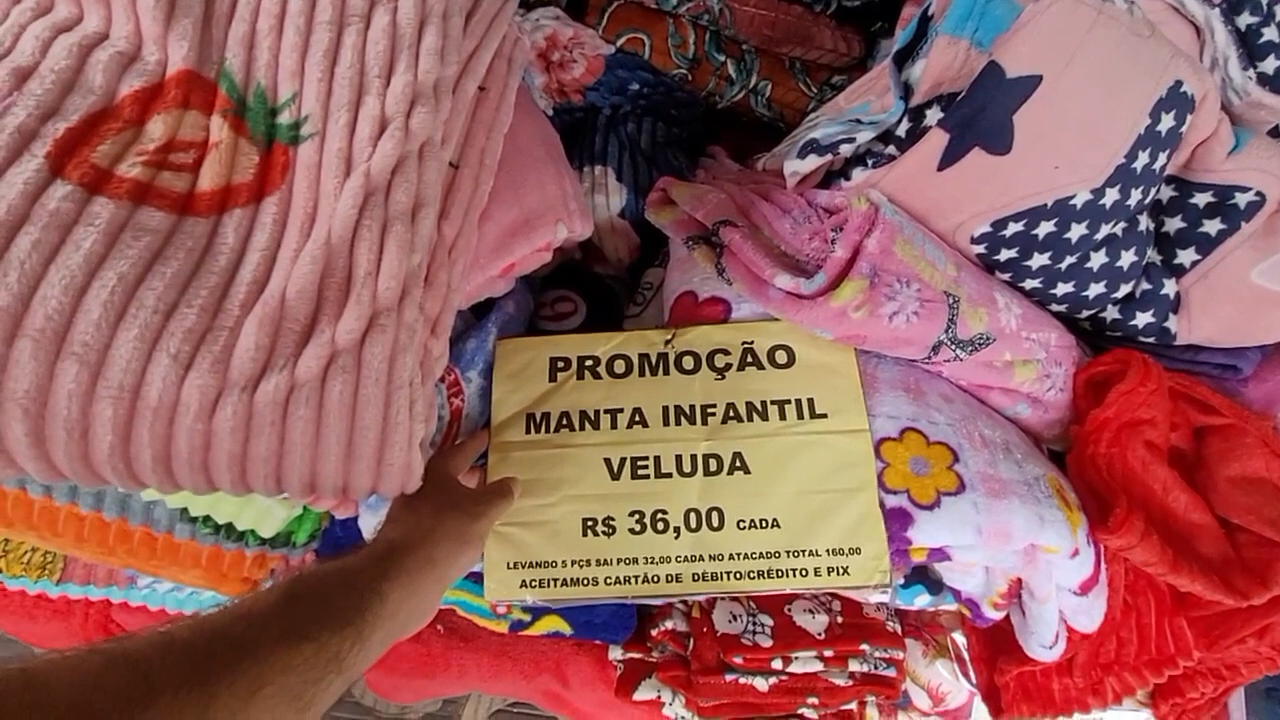 PROMOÇÃO
MANTA INFANTIL
VELUDA
R$ 36,00 CADA
LEVANDO 5 PÇS SAI POR 32,00 CADA NO ATACADO TOTAL 160,00
ACEITAMOS CARTÃO DE DÈBITO/CRÉDITO E PIX